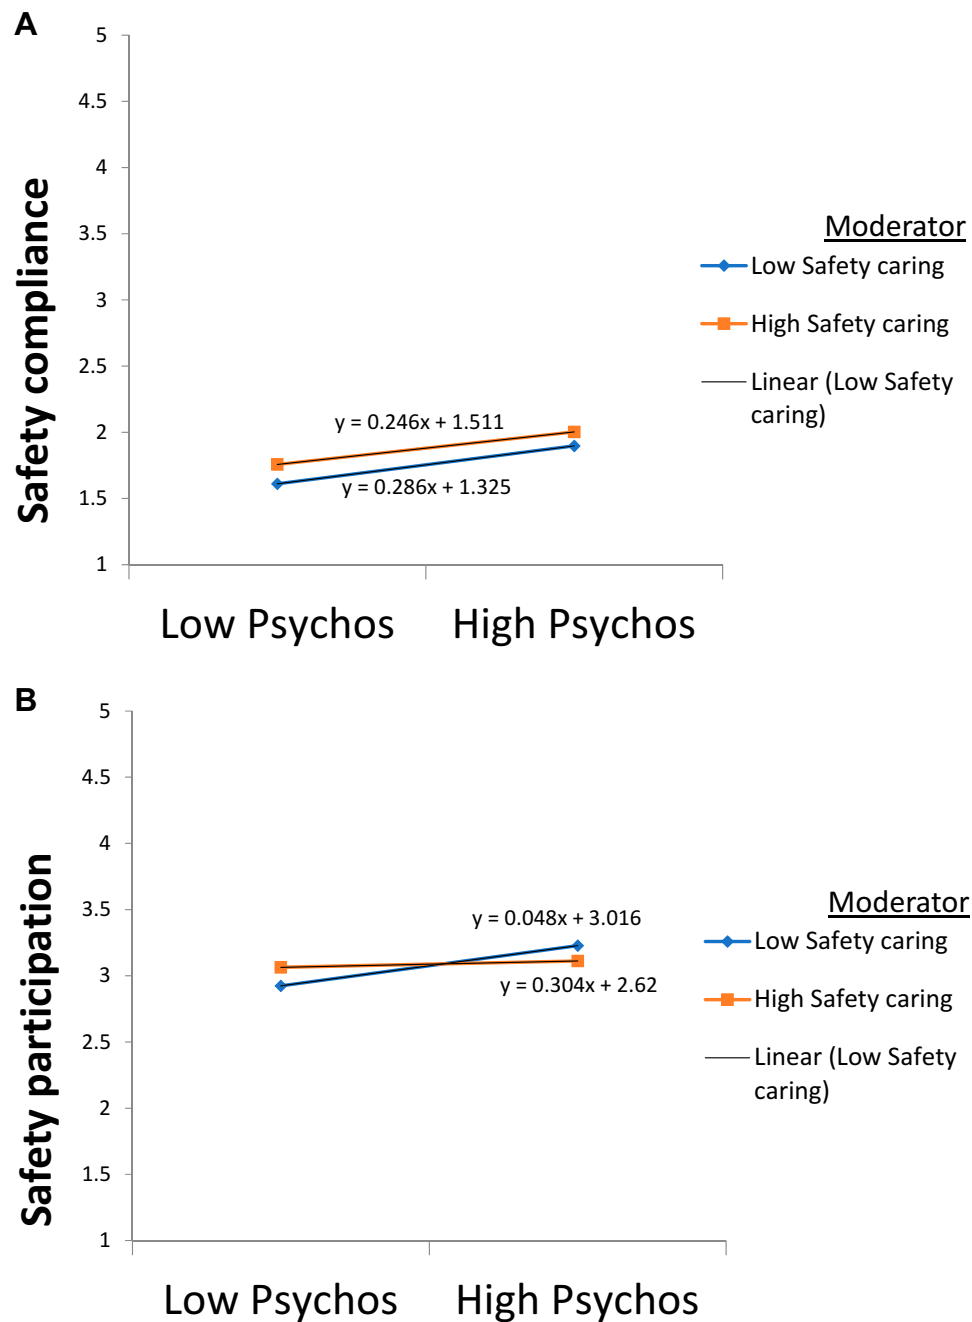 A
5
4.5
4
3.5
3
2.5
2
1.5
1
Safety compliance
y = 0.246x + 1.511
y = 0.286x + 1.325
Low Psychos
High Psychos
Moderator
Low Safety caring
High Safety caring
Linear (Low Safety
caring)
B
5
4.5
4
3.5
3
2.5
2
1.5
1
Safety participation
y = 0.048x + 3.016
y = 0.304x + 2.62
Low Psychos
High Psychos
Moderator
Low Safety caring
High Safety caring
Linear (Low Safety
caring)